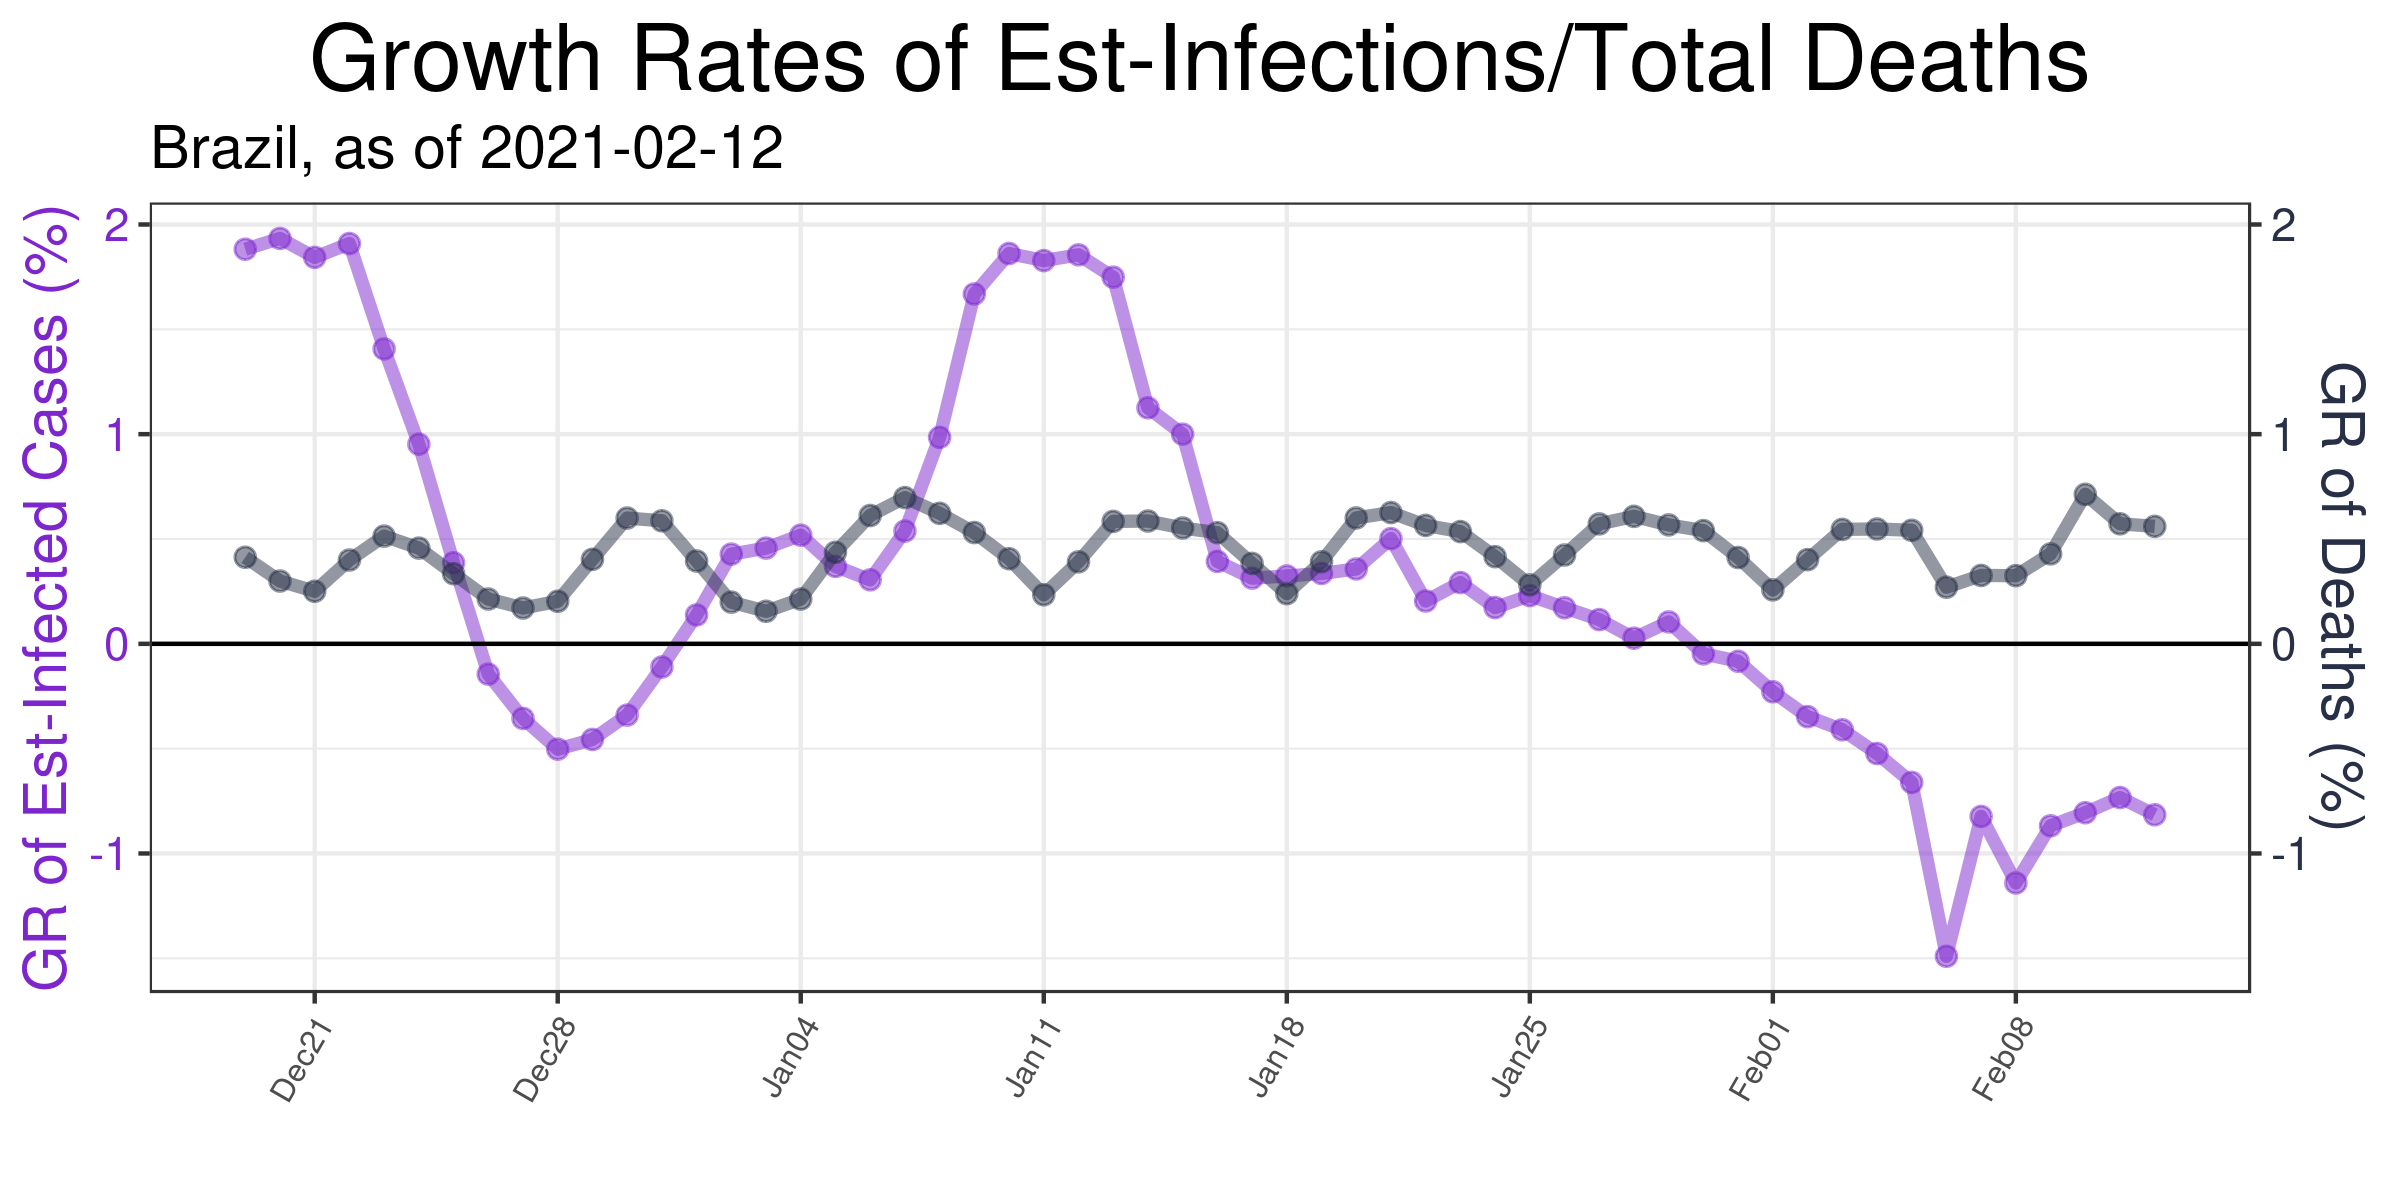 Growth Rates of Est-Infections/Total Deaths
Brazil, as of 2021-02-12
GR of Est-Infected Cases (%)
2
1
0
-1
2
1
0
-1
GR of Deaths (%)
Dec21
Dec28
Jan04
Jan11
Jan18
Jan25
Feb01
Feb08